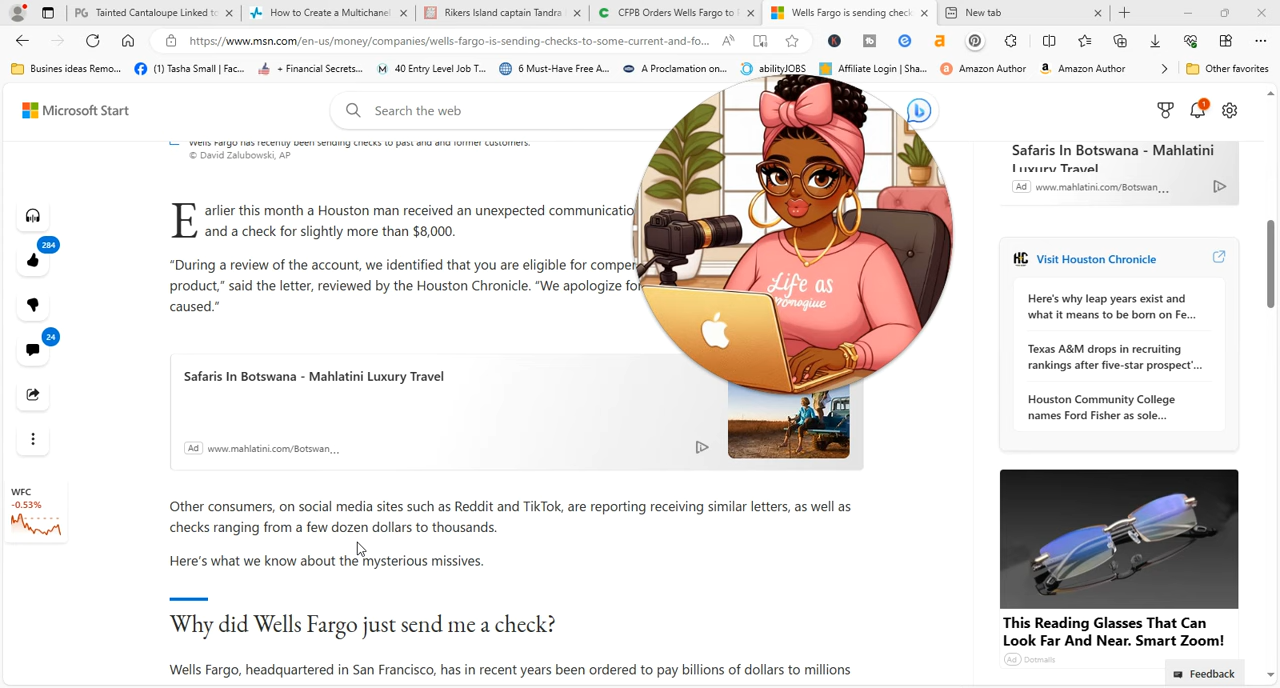 PG Tainted Cantaloupe Linked to
How to Create a Multichanel
Rikers Island captain Tandra
CFPB Orders Wells Fargo to
Wells Fargo is sending check
New tab
https://www.msn.com/en-us/money/companies/wells-fargo-is-sending-checks-to-some-current-and-fo...
Busines ideas Remo...
(1) Tasha Small | Fac...
+ Financial Secrets...
40 Entry Level Job T...
6 Must-Have Free A...
A Proclamation on...
abilityJOBS
Affiliate Login | Sha...
Amazon Author
Amazon Author
Other favorites
Microsoft Start
Search the web
1
Wells Fargo has recently been sending checks to past and and former customers.
© David Zalubowski, AP
Earlier this month a Houston man received an unexpected communicatio
and a check for slightly more than $8,000.
“During a review of the account, we identified that you are eligible for compe
product,” said the letter, reviewed by the Houston Chronicle. “We apologize for
caused.”
284
24
WFC
-0.53%
Life as
Safaris In Botswana - Mahlatini Luxury Travel
Ad www.mahlatini.com/Botswan...
Other consumers, on social media sites such as Reddit and TikTok, are reporting receiving similar letters, as well as
checks ranging from a few dozen dollars to thousands.
Here’s what we know about the mysterious missives.
Why did Wells Fargo just send me a check?
Wells Fargo, headquartered in San Francisco, has in recent years been ordered to pay billions of dollars to millions
Safaris In Botswana - Mahlatini
Luxury Travel
Ad www.mahlatini.com/Botswan...
HC Visit Houston Chronicle
Here's why leap years exist and
what it means to be born on Fe...
Texas A&M drops in recruiting
rankings after five-star prospect'...
Houston Community College
names Ford Fisher as sole...
This Reading Glasses That Can
Look Far And Near. Smart Zoom!
Ad Dotmalls
Feedback